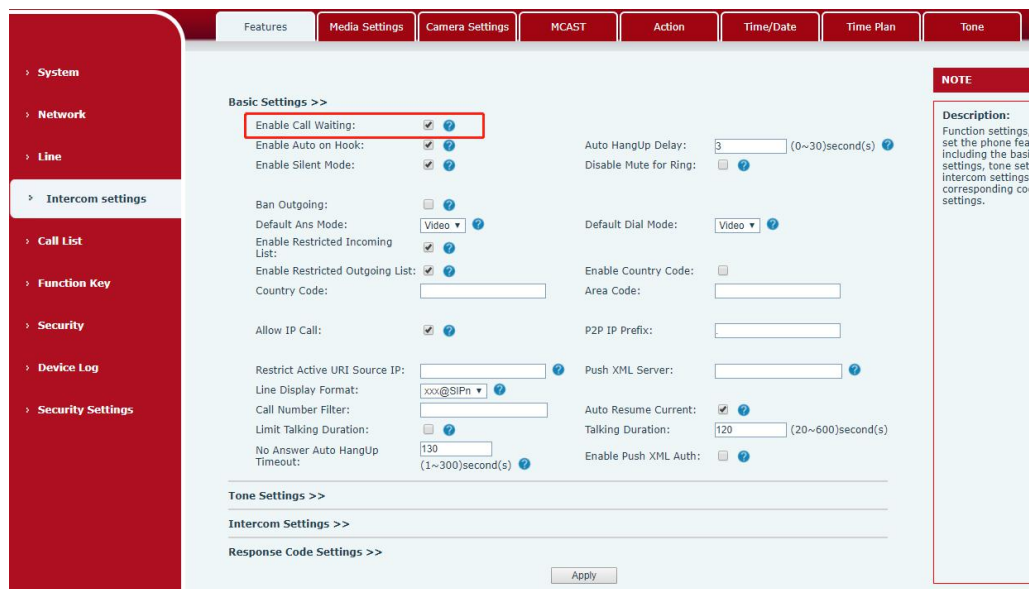 Features Media Settings Camera Settings MCAST Action Time/Date Time Plan Tone
› System
› Network
› Line
› Intercom settings
› Call List
› Function Key
› Security
› Device Log
› Security Settings
Basic Settings >>
Enable Call Waiting:
Enable Auto on Hook: Auto HangUp Delay: 3 (0~30)second(s)
Enable Silent Mode: Disable Mute for Ring:
Ban Outgoing:
Default Ans Mode: Video Default Dial Mode: Video
Enable Restricted Incoming
List:
Enable Restricted Outgoing List: Enable Country Code:
Country Code: Area Code:
Allow IP Call: P2P IP Prefix: .
Restrict Active URI Source IP: Push XML Server:
Line Display Format: xxx@SIPn
Call Number Filter: Auto Resume Current:
Limit Talking Duration: Talking Duration: 120 (20~600)second(s)
No Answer Auto HangUp
Timeout: 130
(1~300)second(s) Enable Push XML Auth:
Tone Settings >>
Intercom Settings >>
Response Code Settings >>
Apply
NOTE
Description:
Function settings,
set the phone fea
including the basi
settings, tone set
intercom settings
corresponding co
settings.